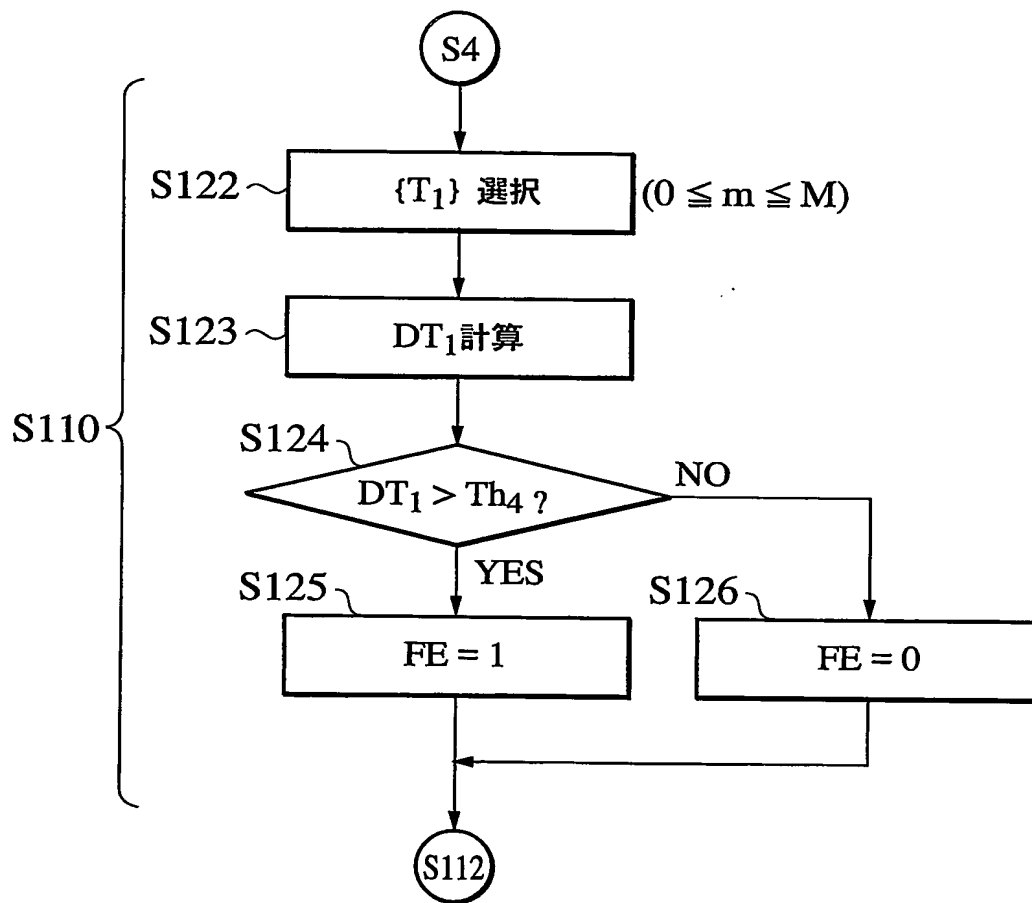 S4
S122
{T₁} 選択
(0 ≦ m ≦ M)
S123
DT₁計算
S110
S124
DT₁ > Th₄ ?
NO
YES
S125
FE = 1
S126
FE = 0
S112